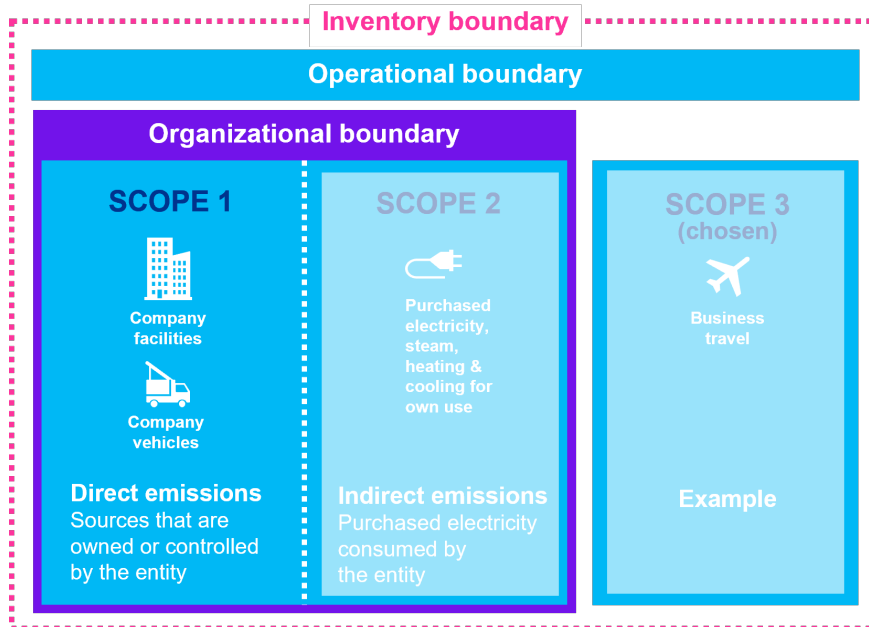 Inventory boundary
Operational boundary
Organizational boundary
SCOPE 1
Company
facilities
Company
vehicles
Direct emissions
Sources that are
owned or controlled
by the entity
SCOPE 2
Purchased
electricity,
steam,
heating &
cooling for
own use
Indirect emissions
Purchased electricity
consumed by
the entity
SCOPE 3
(chosen)
Business
travel
Example